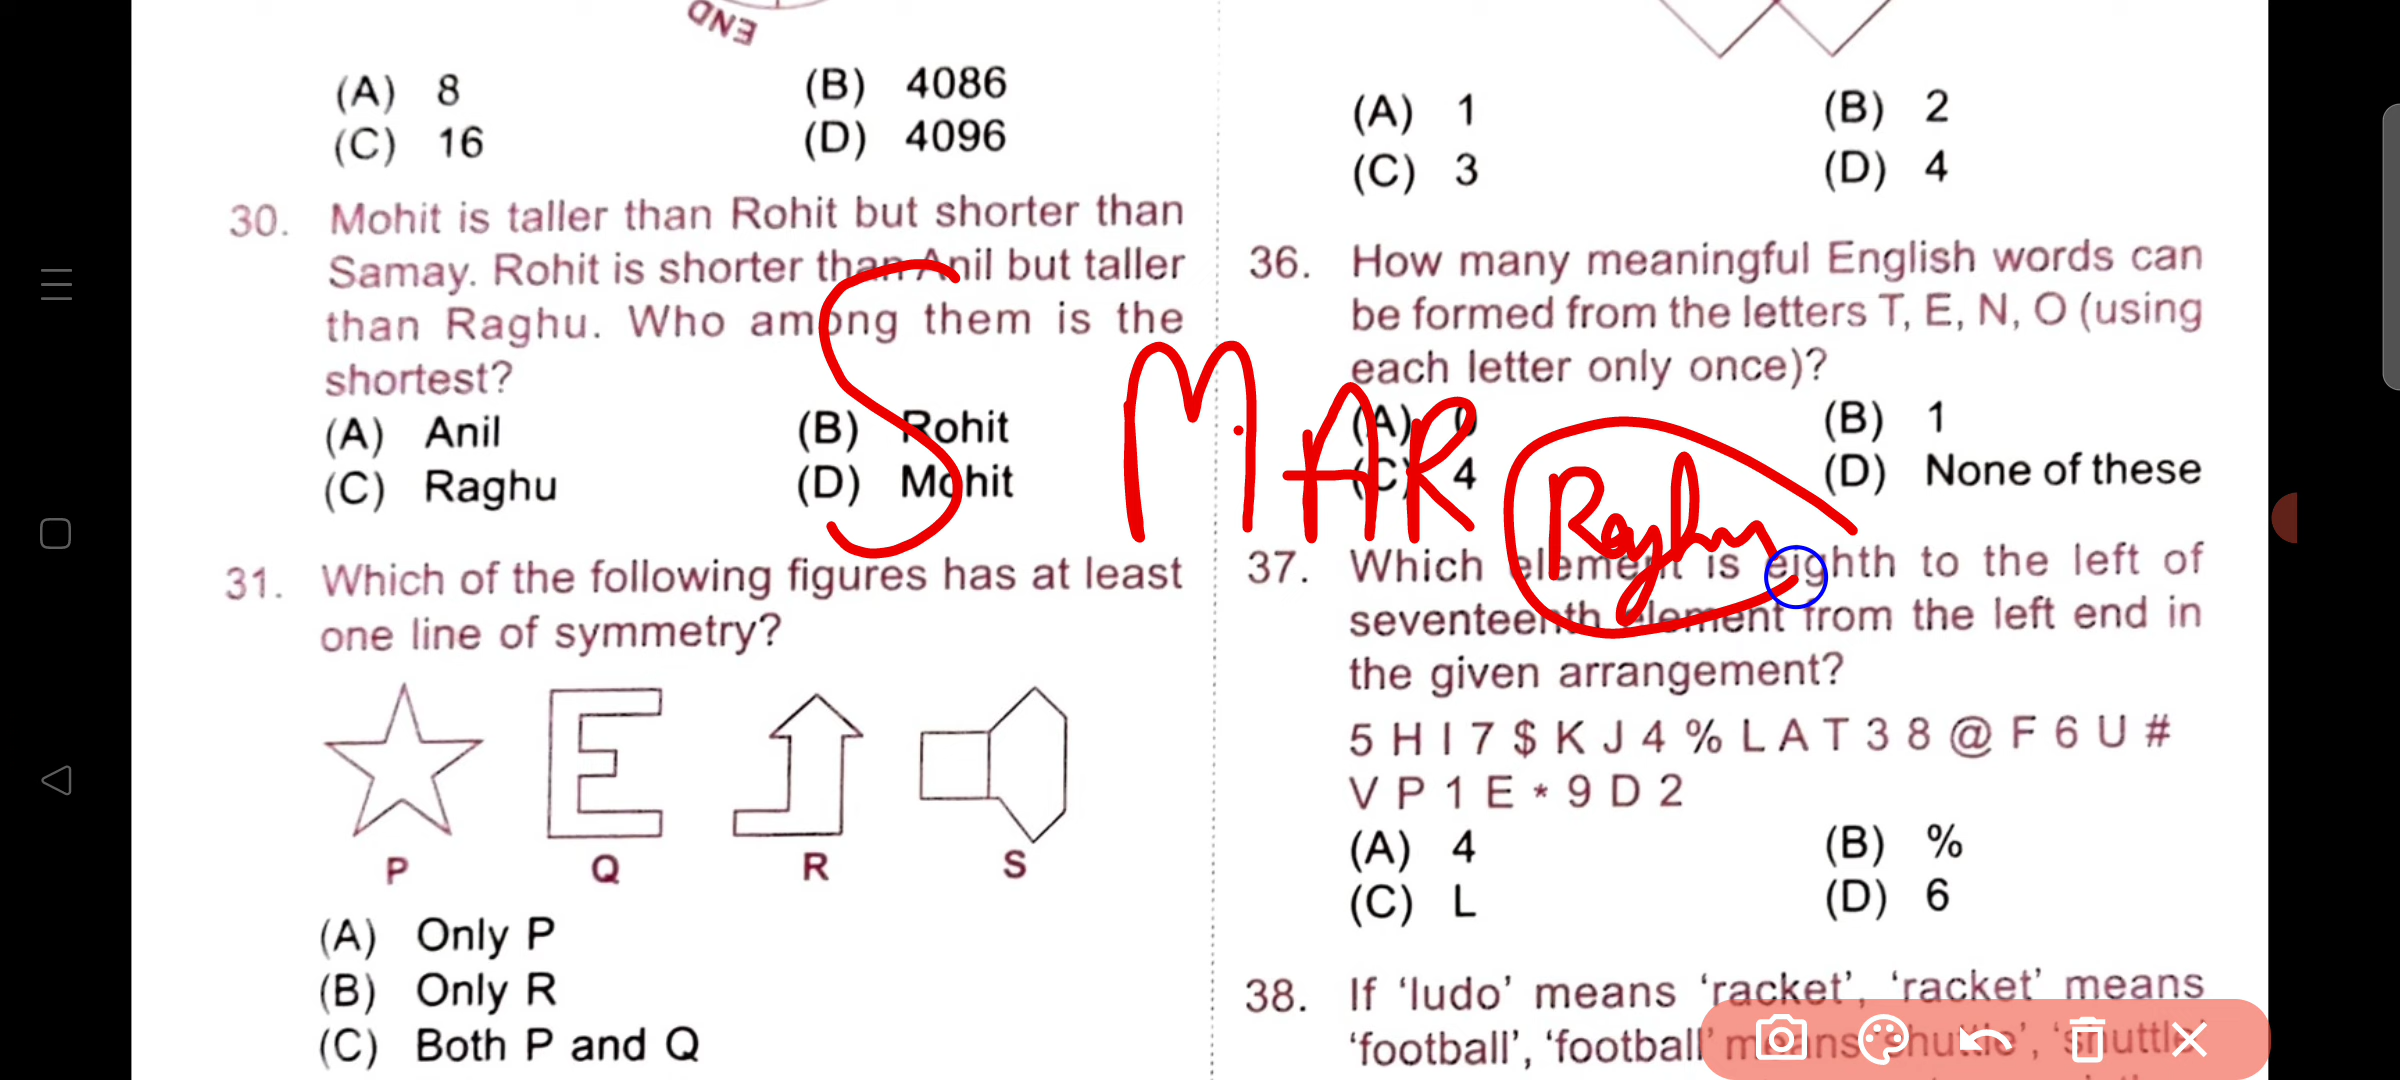 END
(A) 8 (B) 4086
(C) 16 (D) 4096
30. Mohit is taller than Rohit but shorter than
Samay. Rohit is shorter than Anil but taller
than Raghu. Who among them is the
shortest?
(A) Anil (B) Rohit
(C) Raghu (D) Mohit
31. Which of the following figures has at least
one line of symmetry?
P Q R S
(A) Only P
(B) Only R
(C) Both P and Q
(A) 1 (B) 2
(C) 3 (D) 4
36. How many meaningful English words can
be formed from the letters T, E, N, O (using
each letter only once)?
(A) 0 (B) 1
(C) 4 (D) None of these
S M A R Raghu
37. Which element is eighth to the left of
seventeenth element from the left end in
the given arrangement?
5 H I 7 $ K J 4 % L A T 3 8 @ F 6 U #
V P 1 E * 9 D 2
(A) 4 (B) %
(C) L (D) 6
38. If ‘ludo’ means ‘racket’, ‘racket’ means
‘football’, ‘football’ means ‘shuttle’, ‘shuttle’